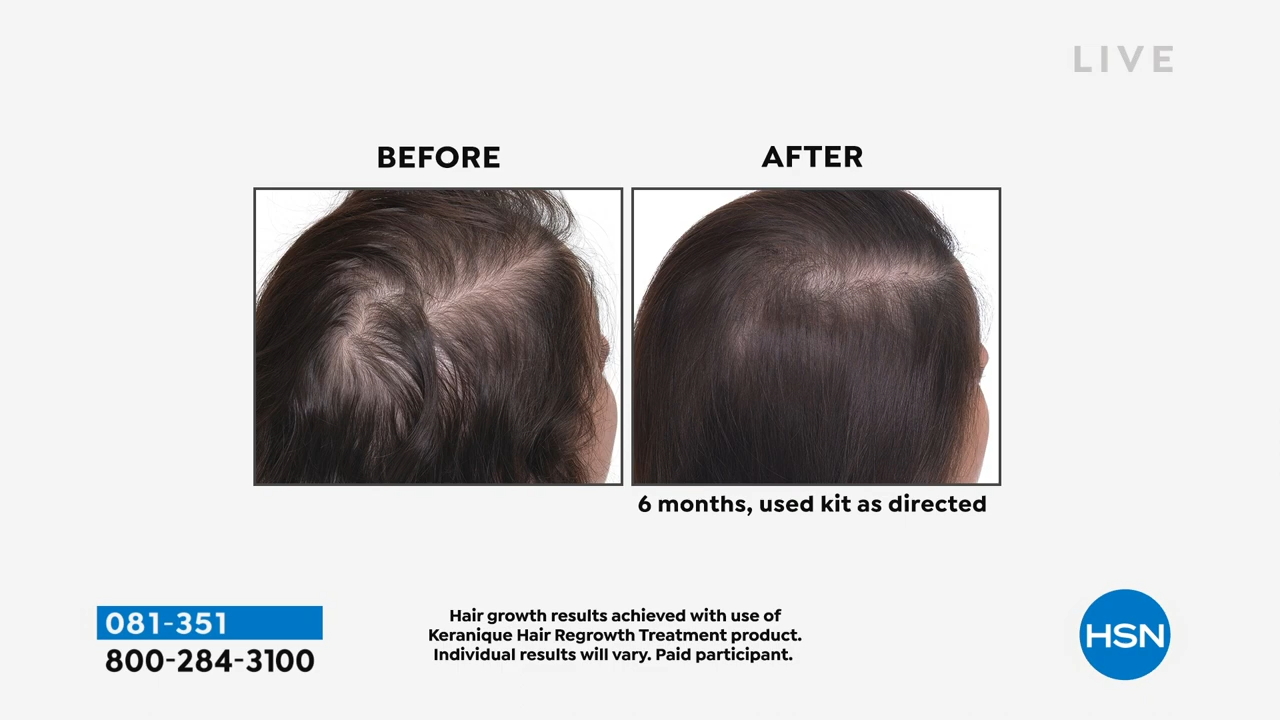 LIVE
BEFORE
AFTER
6 months, used kit as directed
081-351
800-284-3100
Hair growth results achieved with use of
Keranique Hair Regrowth Treatment product.
Individual results will vary. Paid participant.
HSN